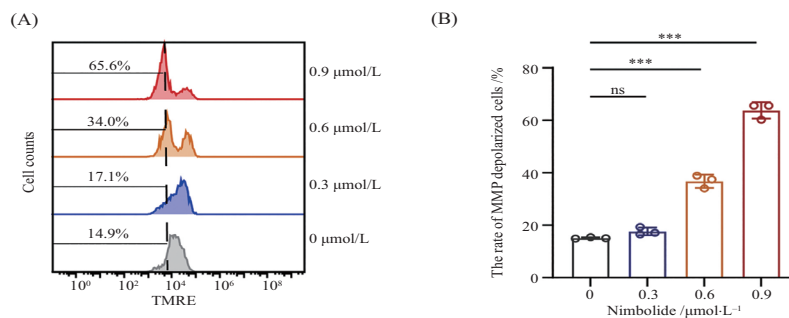 (A)
Cell counts
65.6%
0.9 μmol/L
34.0%
0.6 μmol/L
17.1%
0.3 μmol/L
14.9%
0 μmol/L
10⁰ 10² 10⁴ 10⁶ 10⁸
TMRE
(B)
The rate of MMP depolarized cells /%
***
***
ns
80
60
40
20
0
0 0.3 0.6 0.9
Nimbolide /μmol·L⁻¹